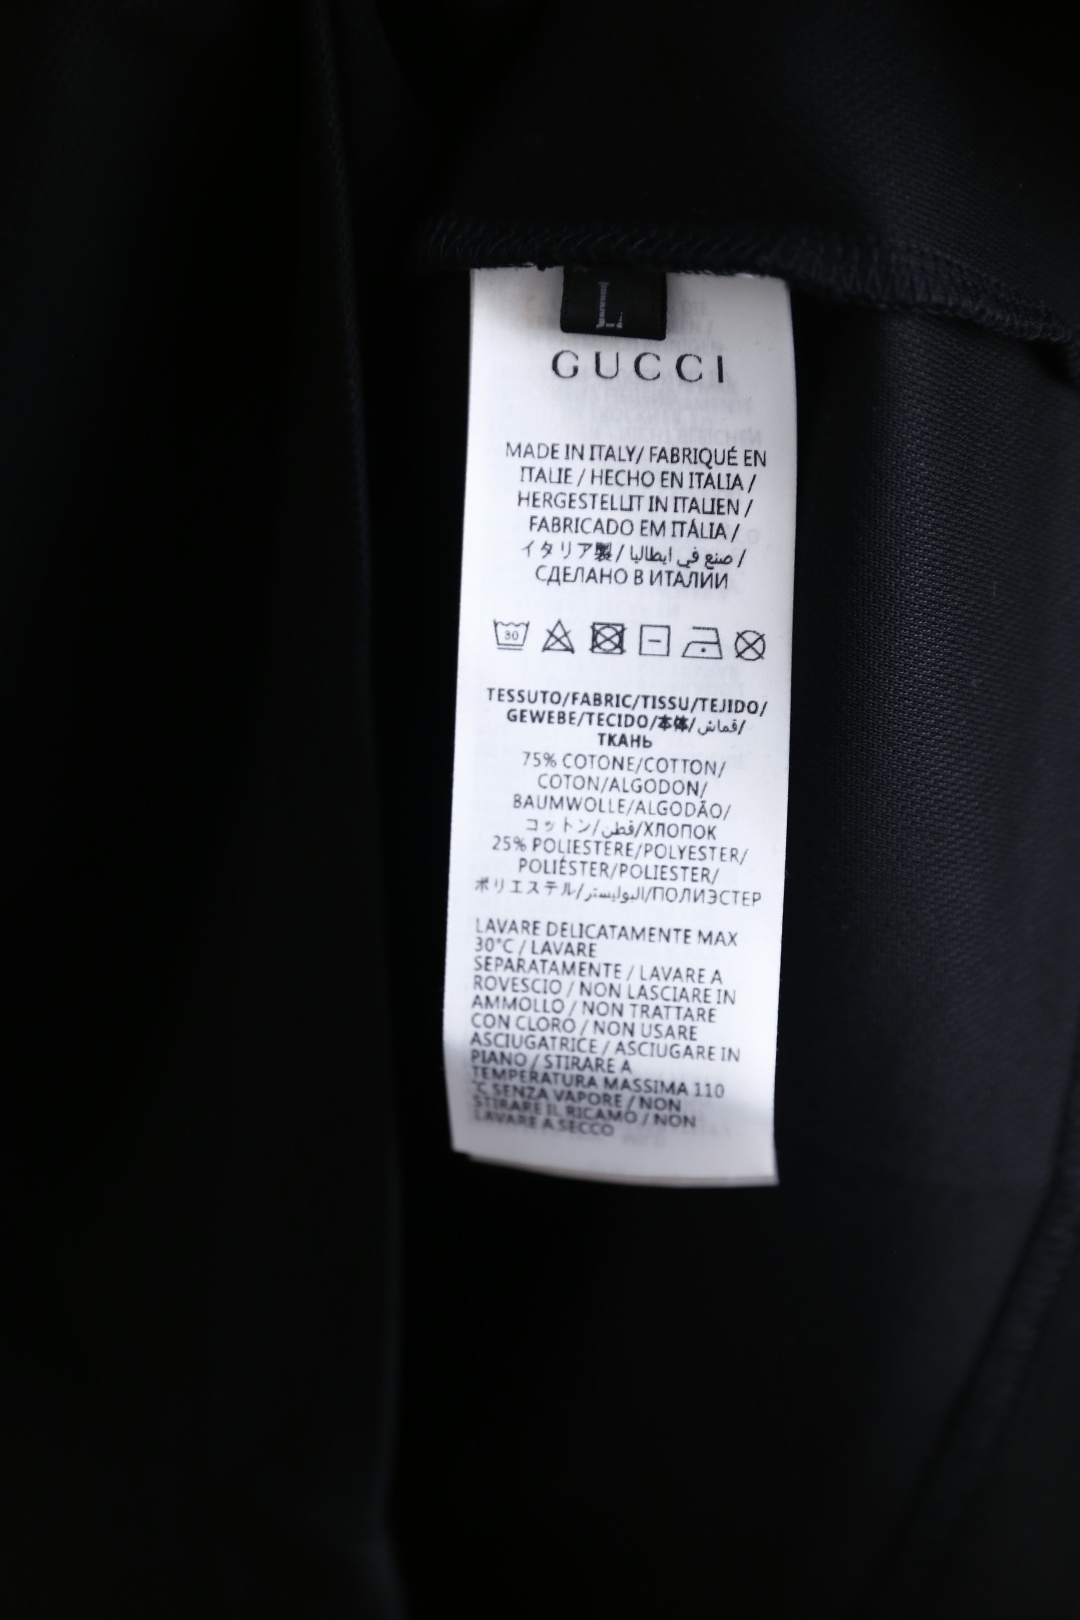 GUCCI
MADE IN ITALY/ FABRIQUÉ EN
ITALIE / HECHO EN ITALIA /
HERGESTELLT IN ITALIEN /
FABRICADO EM ITÁLIA /
イタリア製 / صنع في ايطاليا /
СДЕЛАНО В ИТАЛИИ
30
TESSUTO/FABRIC/TISSU/TEJIDO/
GEWEBE/TECIDO/本体/قماش/
ТКАНЬ
75% COTONE/COTTON/
COTON/ALGODON/
BAUMWOLLE/ALGODÃO/
コットン/قطن/ХЛОПОК
25% POLIESTERE/POLYESTER/
POLIÉSTER/POLIESTER/
ポリエステル/البوليستر/ПОЛИЭСТЕР
LAVARE DELICATAMENTE MAX
30°C / LAVARE
SEPARATAMENTE / LAVARE A
ROVESCIO / NON LASCIARE IN
AMMOLLO / NON TRATTARE
CON CLORO / NON USARE
ASCIUGATRICE / ASCIUGARE IN
PIANO / STIRARE A
TEMPERATURA MASSIMA 110
°C SENZA VAPORE / NON
STIRARE IL RICAMO / NON
LAVARE A SECCO